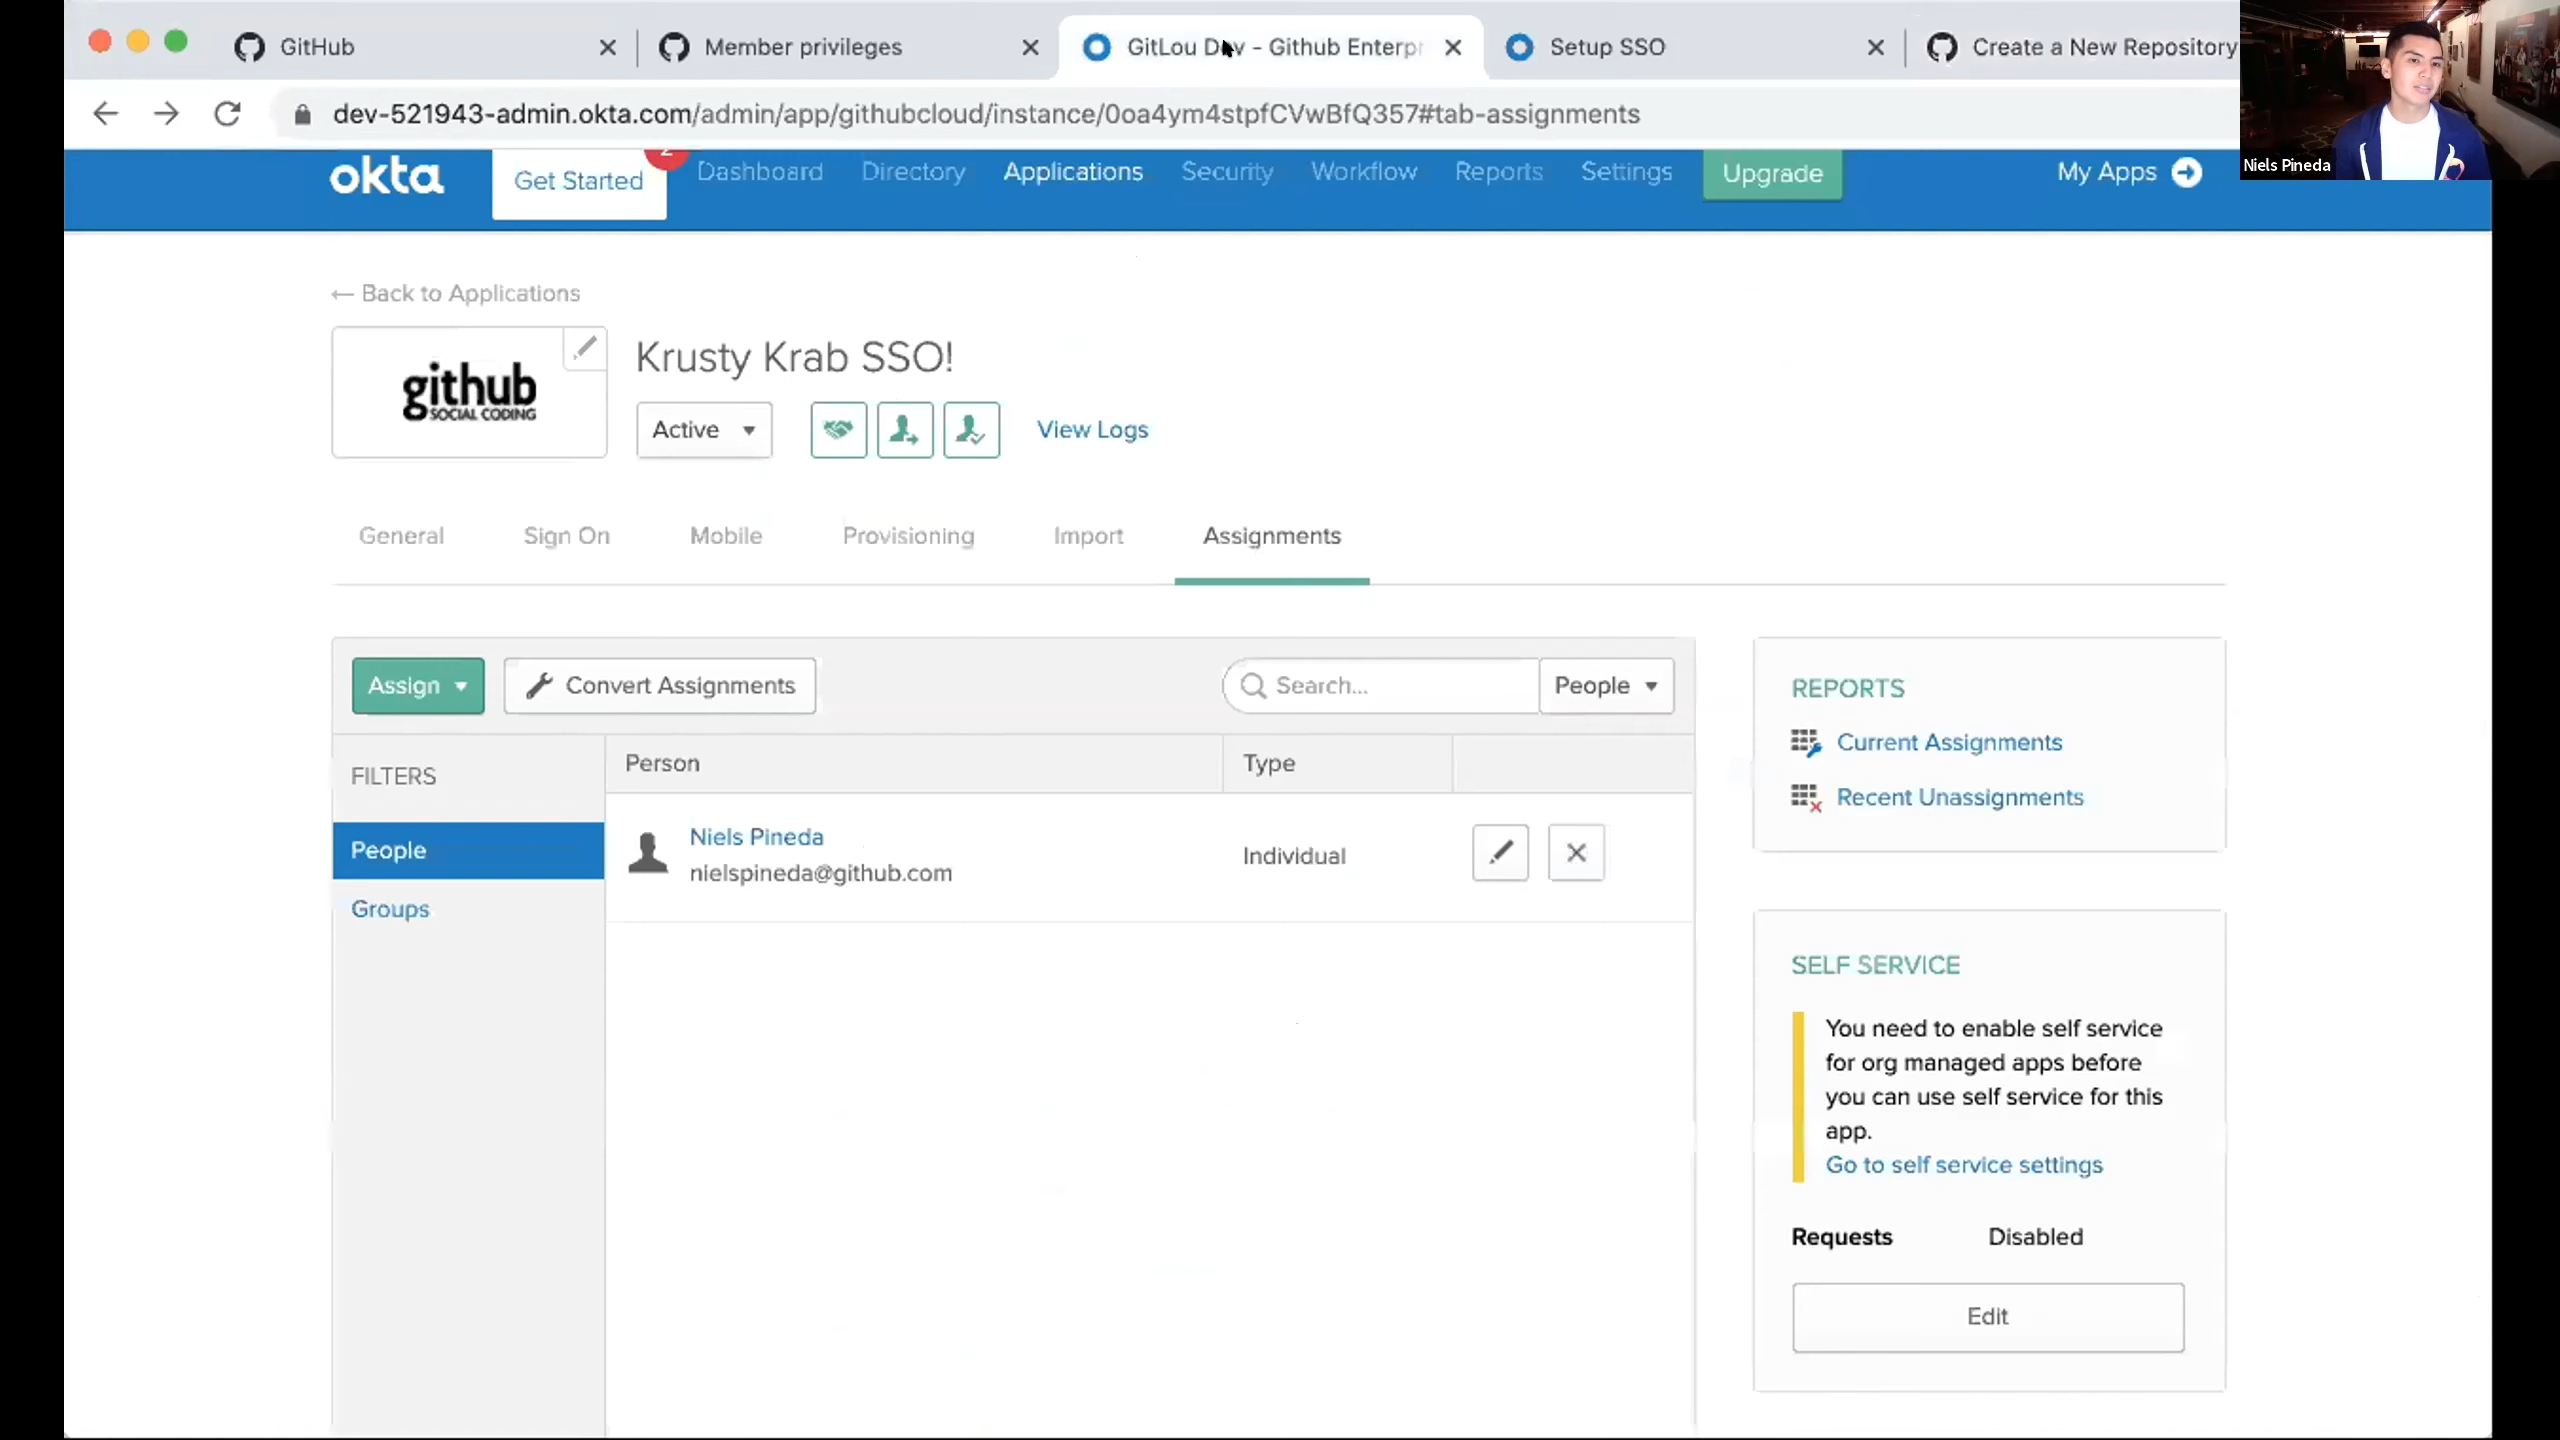 GitHub
Member privileges
GitLou Dev - Github Enterpr
Setup SSO
Create a New Repository
dev-521943-admin.okta.com/admin/app/githubcloud/instance/0oa4ym4stpfCVwBfQ357#tab-assignments
Niels Pineda
okta
Get Started
2
Dashboard
Directory
Applications
Security
Workflow
Reports
Settings
Upgrade
My Apps
← Back to Applications
github
SOCIAL CODING
Krusty Krab SSO!
Active
View Logs
General
Sign On
Mobile
Provisioning
Import
Assignments
Assign
Convert Assignments
Search...
People
FILTERS
People
Groups
Person
Type
Niels Pineda
nielspineda@github.com
Individual
REPORTS
Current Assignments
Recent Unassignments
SELF SERVICE
You need to enable self service
for org managed apps before
you can use self service for this
app.
Go to self service settings
Requests
Disabled
Edit